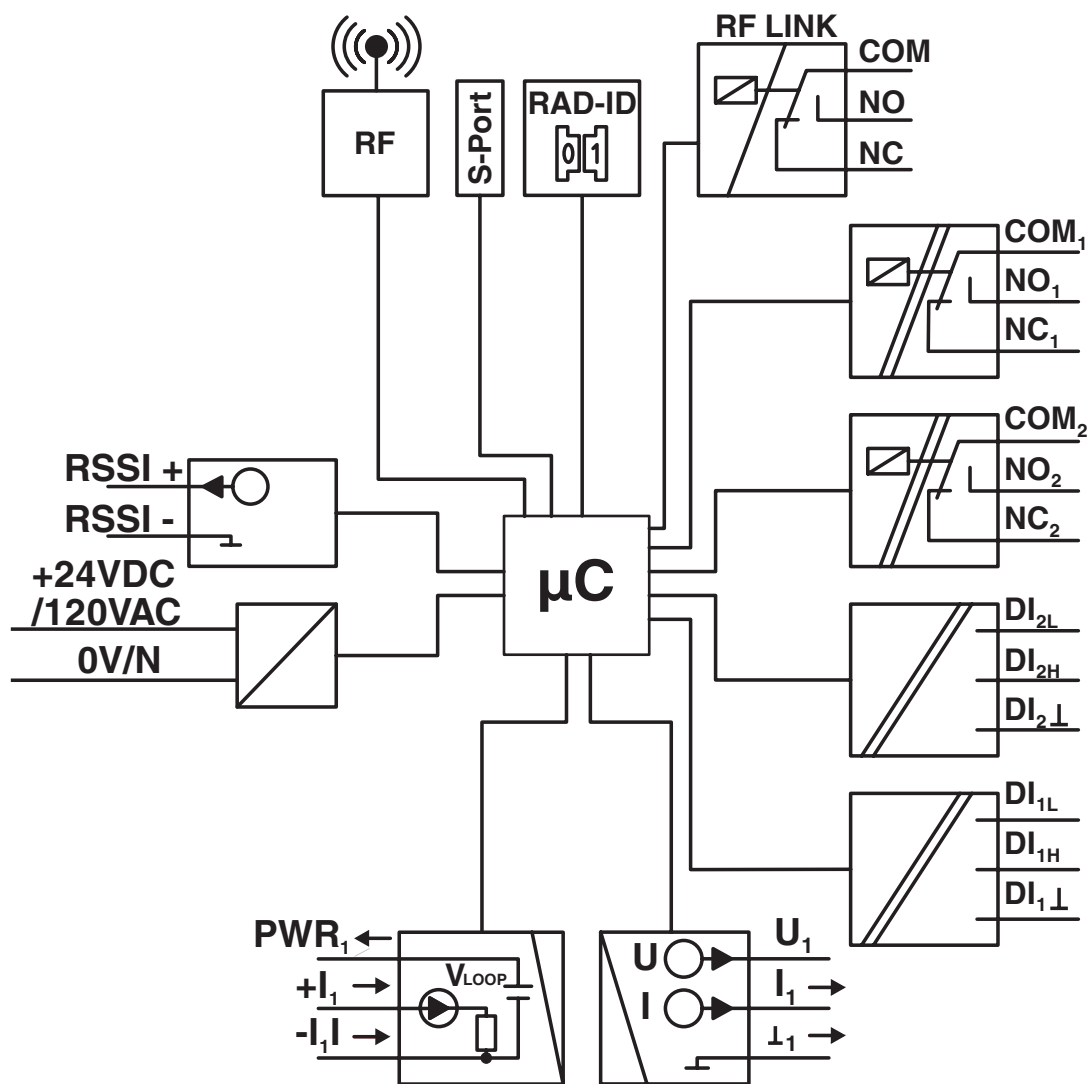 RF LINK
COM
NO
NC
RF
S-Port
RAD-ID
0 1
COM₁
NO₁
NC₁
COM₂
NO₂
NC₂
RSSI +
RSSI -
+24VDC
/120VAC
0V/N
µC
DI₂L
DI₂H
DI₂⊥
DI₁L
DI₁H
DI₁⊥
PWR₁
+I₁
-I₁I
VLOOP
U
I
U₁
I₁
⊥₁